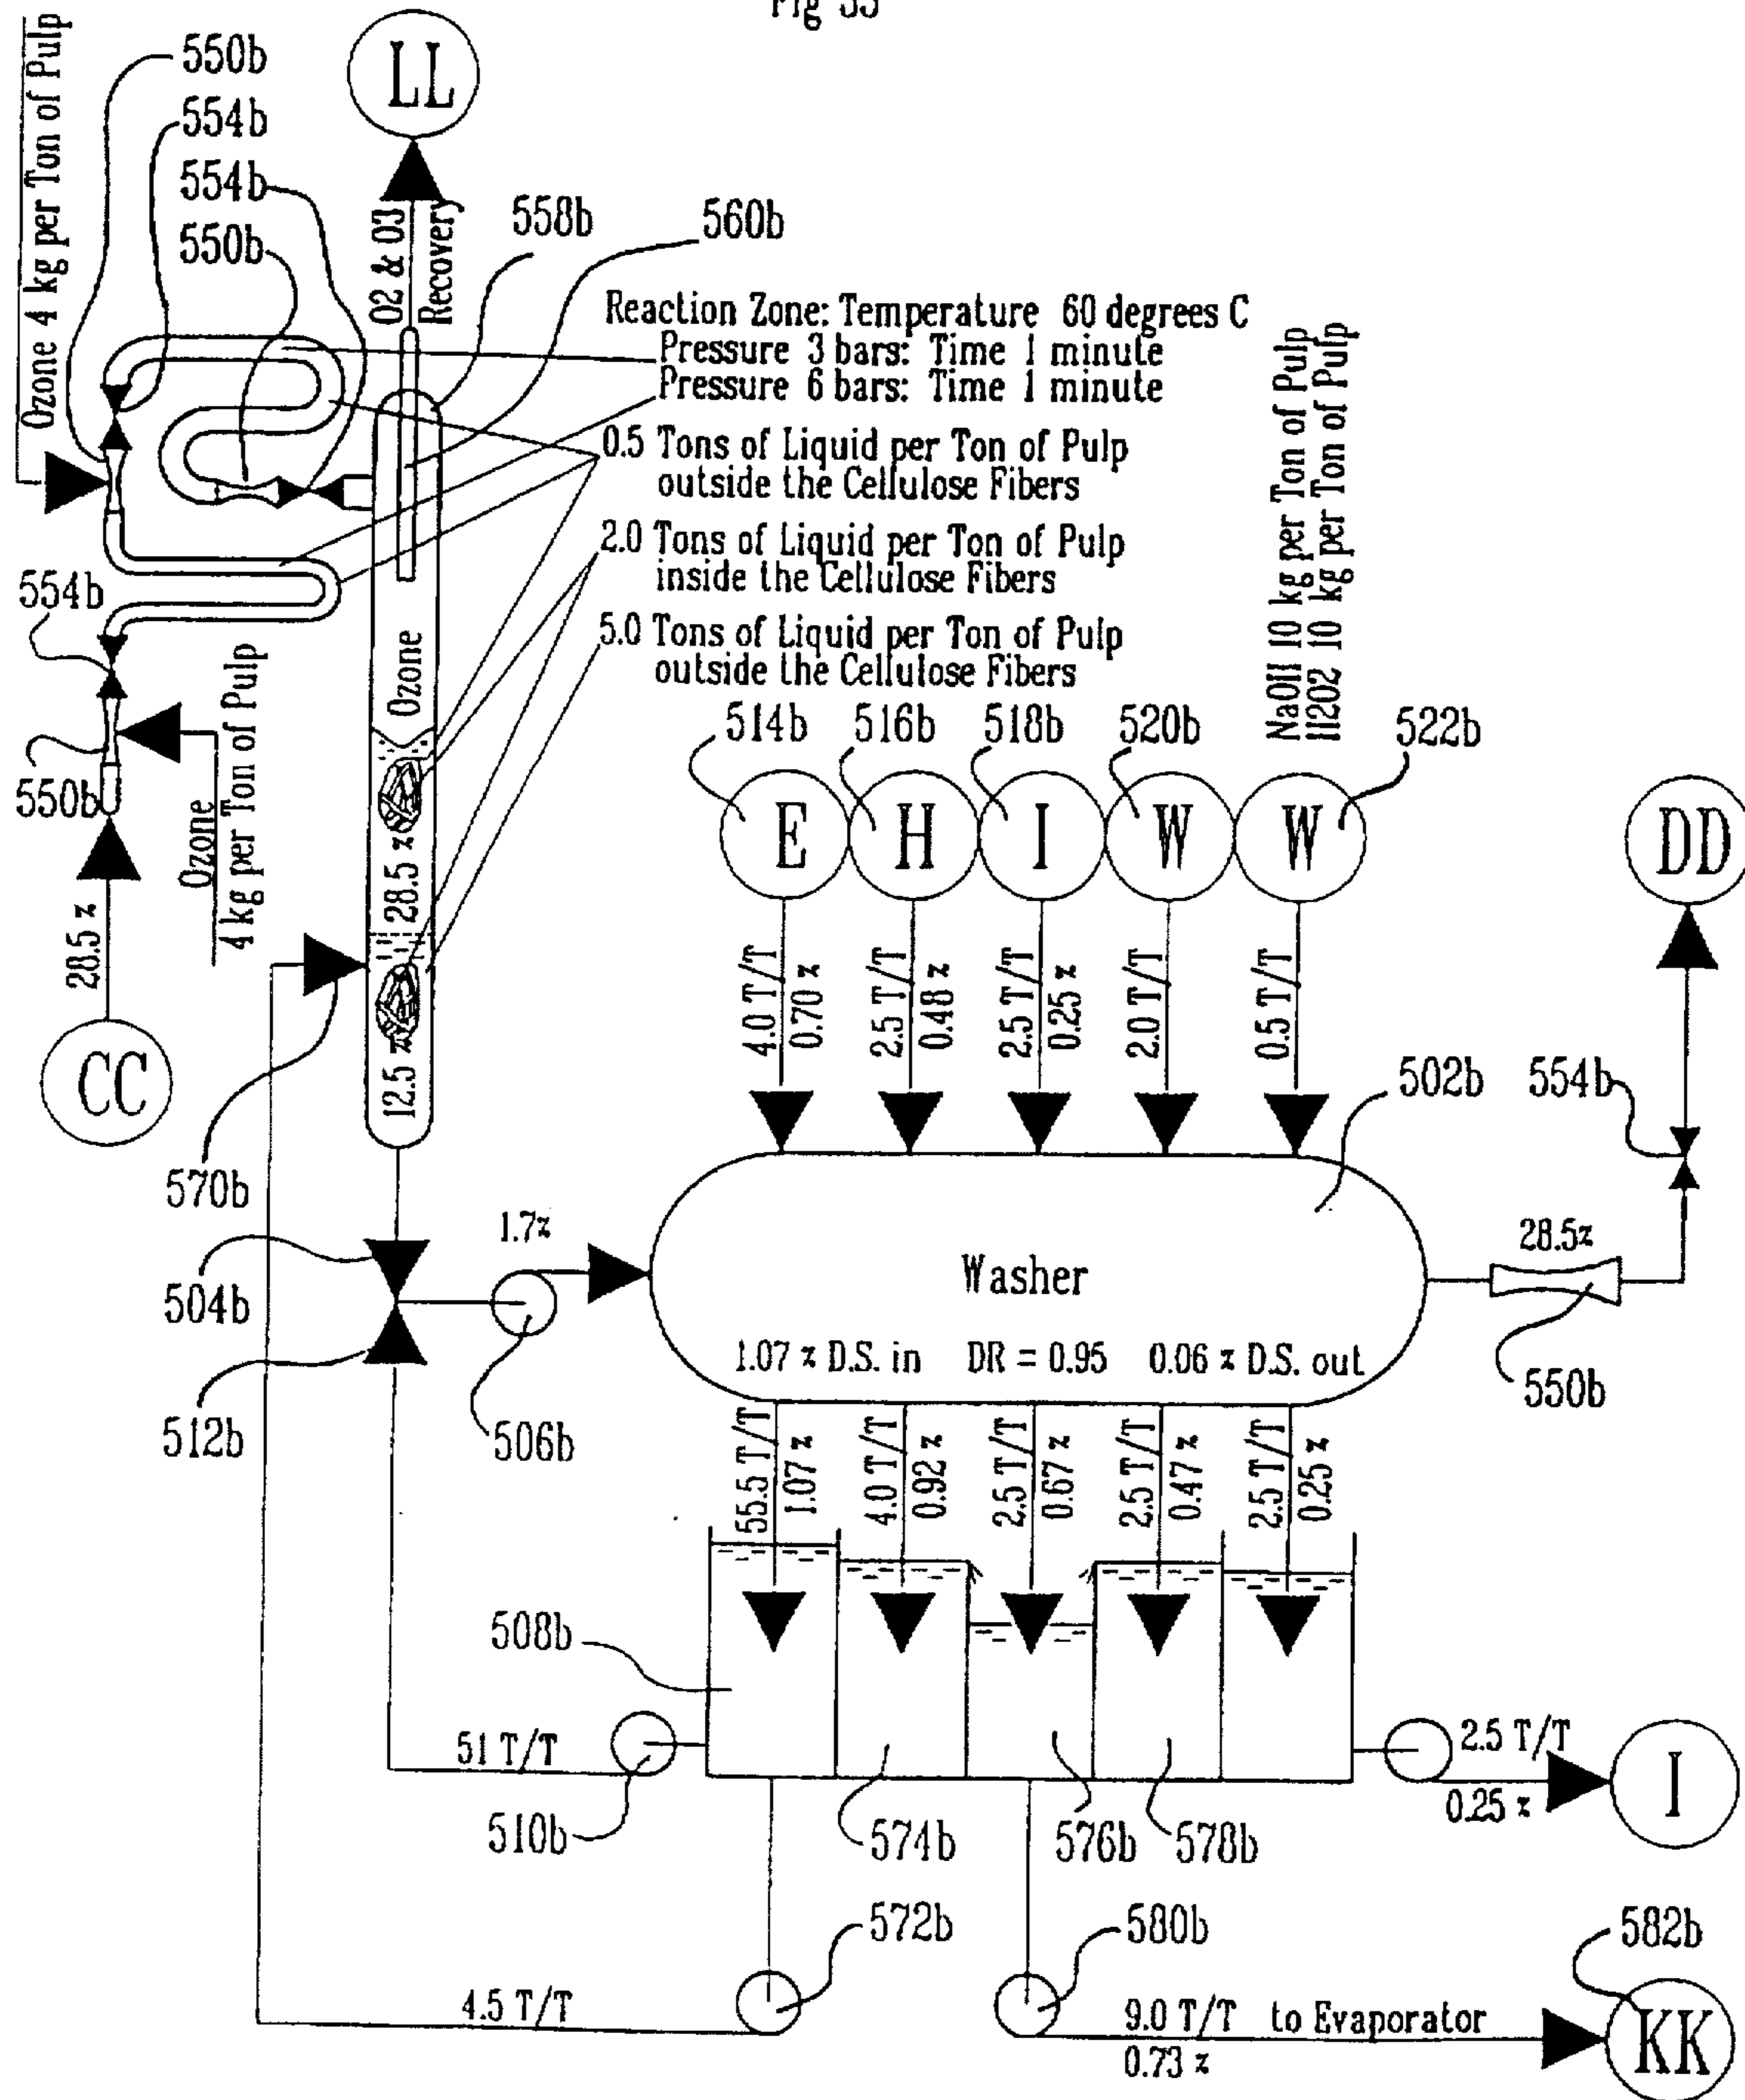 Fig 33
Ozone 4 kg per Ton of Pulp
550b
554b
554b
550b
LL
O2 & O3
Recovery
558b
560b
Reaction Zone: Temperature 60 degrees C
Pressure 3 bars: Time 1 minute
Pressure 6 bars: Time 1 minute
0.5 Tons of Liquid per Ton of Pulp
outside the Cellulose Fibers
2.0 Tons of Liquid per Ton of Pulp
inside the Cellulose Fibers
5.0 Tons of Liquid per Ton of Pulp
outside the Cellulose Fibers
NaOH 10 kg per Ton of Pulp
H2O2 10 kg per Ton of Pulp
554b
550b
Ozone
4 kg per Ton of Pulp
28.5 %
CC
Ozone
28.5 %
12.5 %
570b
514b
516b
518b
520b
522b
E
H
I
W
W
DD
4.0 T/T
0.70 %
2.5 T/T
0.48 %
2.5 T/T
0.25 %
2.0 T/T
0.5 T/T
502b
554b
504b
1.7%
28.5%
Washer
1.07 % D.S. in DR = 0.95 0.06 % D.S. out
550b
512b
506b
55.5 T/T
1.07 %
4.0 T/T
0.92 %
2.5 T/T
0.67 %
2.5 T/T
0.47 %
2.5 T/T
0.25 %
508b
51 T/T
510b
574b
576b
578b
2.5 T/T
0.25 %
I
572b
580b
582b
4.5 T/T
9.0 T/T to Evaporator
0.73 %
KK